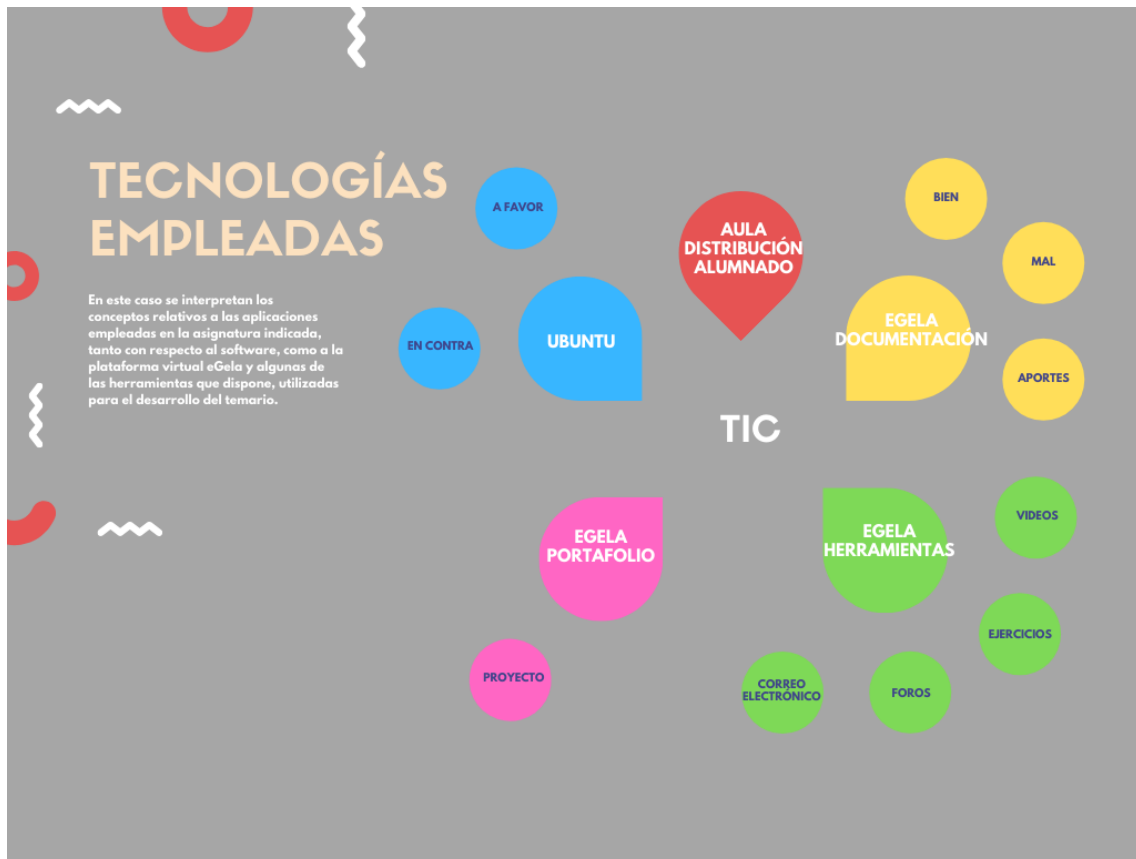 TECNOLOGÍAS
EMPLEADAS
En este caso se interpretan los
conceptos relativos a las aplicaciones
empleadas en la asignatura indicada,
tanto con respecto al software, como a la
plataforma virtual eGela y algunas de
las herramientas que dispone, utilizadas
para el desarrollo del temario.
A FAVOR
EN CONTRA
UBUNTU
AULA
DISTRIBUCIÓN
ALUMNADO
BIEN
MAL
EGELA
DOCUMENTACIÓN
APORTES
TIC
EGELA
PORTAFOLIO
PROYECTO
EGELA
HERRAMIENTAS
VIDEOS
EJERCICIOS
FOROS
CORREO
ELECTRÓNICO